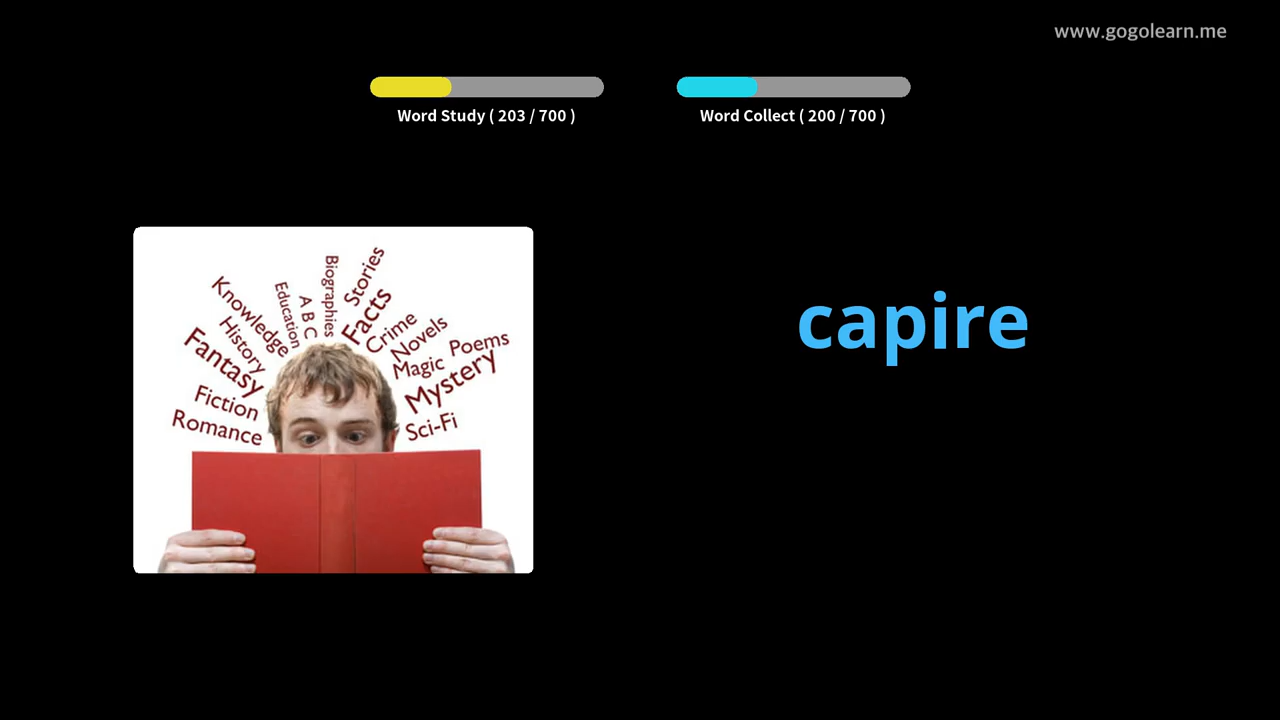 www.gogolearn.me
Word Study ( 203 / 700 )
Word Collect ( 200 / 700 )
capire
Romance
Fiction
Fantasy
History
Knowledge
Education
A B C
Biographies
Stories
Facts
Crime
Novels
Magic
Poems
Mystery
Sci-Fi